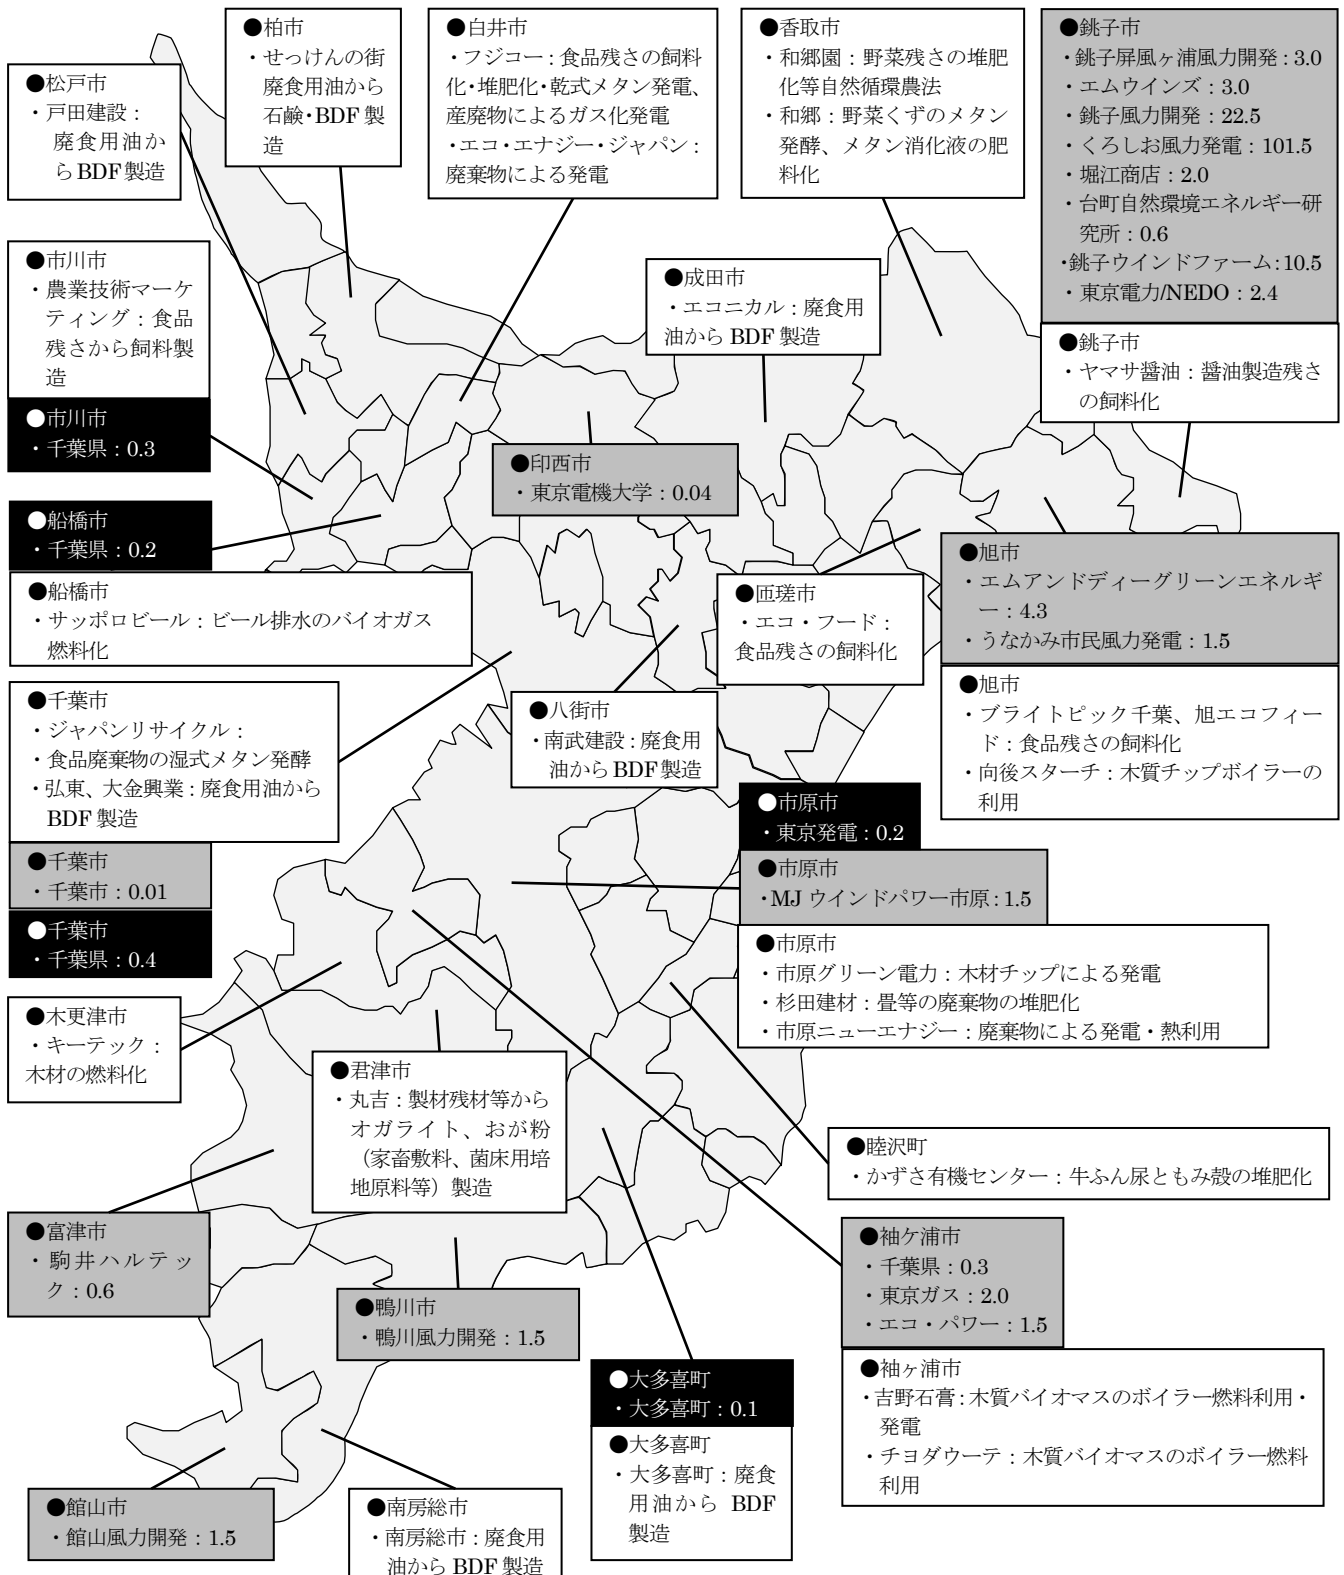 ●柏市
・せっけんの街
廃食用油から
石鹸・BDF 製
造
●白井市
・フジコー：食品残さの飼料
化・堆肥化・乾式メタン発電、
産廃物によるガス化発電
・エコ・エナジー・ジャパン：
廃棄物による発電
●香取市
・和郷園：野菜残さの堆肥
化等自然循環農法
・和郷：野菜くずのメタン
発酵、メタン消化液の肥
料化
●銚子市
・銚子屏風ヶ浦風力開発：3.0
・エムウインズ：3.0
・銚子風力開発：22.5
・くろしお風力発電：101.5
・堀江商店：2.0
・台町自然環境エネルギー研
究所：0.6
・銚子ウインドファーム：10.5
・東京電力/NEDO：2.4
●松戸市
・戸田建設：
廃食用油か
ら BDF 製造
●市川市
・農業技術マーケ
ティング：食品
残さから飼料製
造
●成田市
・エコニカル：廃食用
油から BDF 製造
●銚子市
・ヤマサ醤油：醤油製造残さ
の飼料化
●市川市
・千葉県：0.3
●印西市
・東京電機大学：0.04
●船橋市
・千葉県：0.2
●船橋市
・サッポロビール：ビール排水のバイオガス
燃料化
●匝瑳市
・エコ・フード：
食品残さの飼料化
●旭市
・エムアンドディーグリーンエネルギ
ー：4.3
・うなかみ市民風力発電：1.5
●旭市
・ブライトピック千葉、旭エコフィー
ド：食品残さの飼料化
・向後スターチ：木質チップボイラーの
利用
●千葉市
・ジャパンリサイクル：
・食品廃棄物の湿式メタン発酵
・弘東、大金興業：廃食用油から
BDF 製造
●八街市
・南武建設：廃食用
油から BDF 製造
●市原市
・東京発電：0.2
●千葉市
・千葉市：0.01
●市原市
・MJ ウインドパワー市原：1.5
●千葉市
・千葉県：0.4
●市原市
・市原グリーン電力：木材チップによる発電
・杉田建材：畳等の廃棄物の堆肥化
・市原ニューエナジー：廃棄物による発電・熱利用
●木更津市
・キーテック：
木材の燃料化
●君津市
・丸吉：製材残材等から
オガライト、おが粉
（家畜敷料、菌床用培
地原料等）製造
●睦沢町
・かずさ有機センター：牛ふん尿ともみ殻の堆肥化
●富津市
・駒井ハルテッ
ク：0.6
●袖ケ浦市
・千葉県：0.3
・東京ガス：2.0
・エコ・パワー：1.5
●鴨川市
・鴨川風力開発：1.5
●袖ヶ浦市
・吉野石膏：木質バイオマスのボイラー燃料利用・
発電
・チヨダウーテ：木質バイオマスのボイラー燃料
利用
●大多喜町
・大多喜町：0.1
●大多喜町
・大多喜町：廃食
用油から BDF
製造
●館山市
・館山風力開発：1.5
●南房総市
・南房総市：廃食用
油から BDF 製造